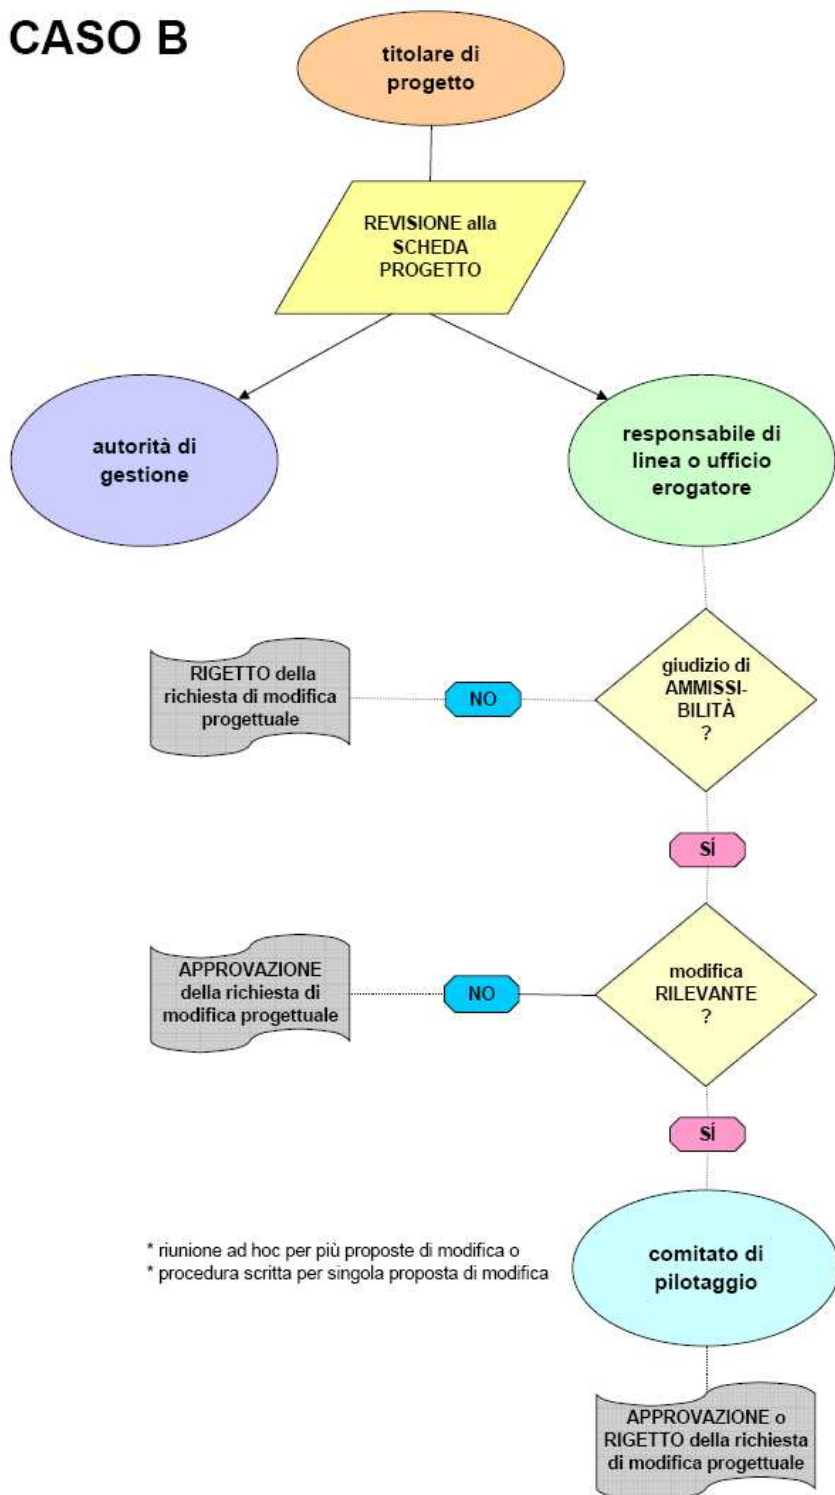 CASO B
titolare di
progetto
REVISIONE alla
SCHEDA
PROGETTO
autorità di
gestione
responsabile di
linea o ufficio
erogatore
RIGETTO della
richiesta di modifica
progettuale
NO
giudizio di
AMMISSI-
BILITÀ
?
SÍ
APPROVAZIONE
della richiesta di
modifica progettuale
NO
modifica
RILEVANTE
?
SÍ
* riunione ad hoc per più proposte di modifica o
* procedura scritta per singola proposta di modifica
comitato di
pilotaggio
APPROVAZIONE o
RIGETTO della richiesta
di modifica progettuale